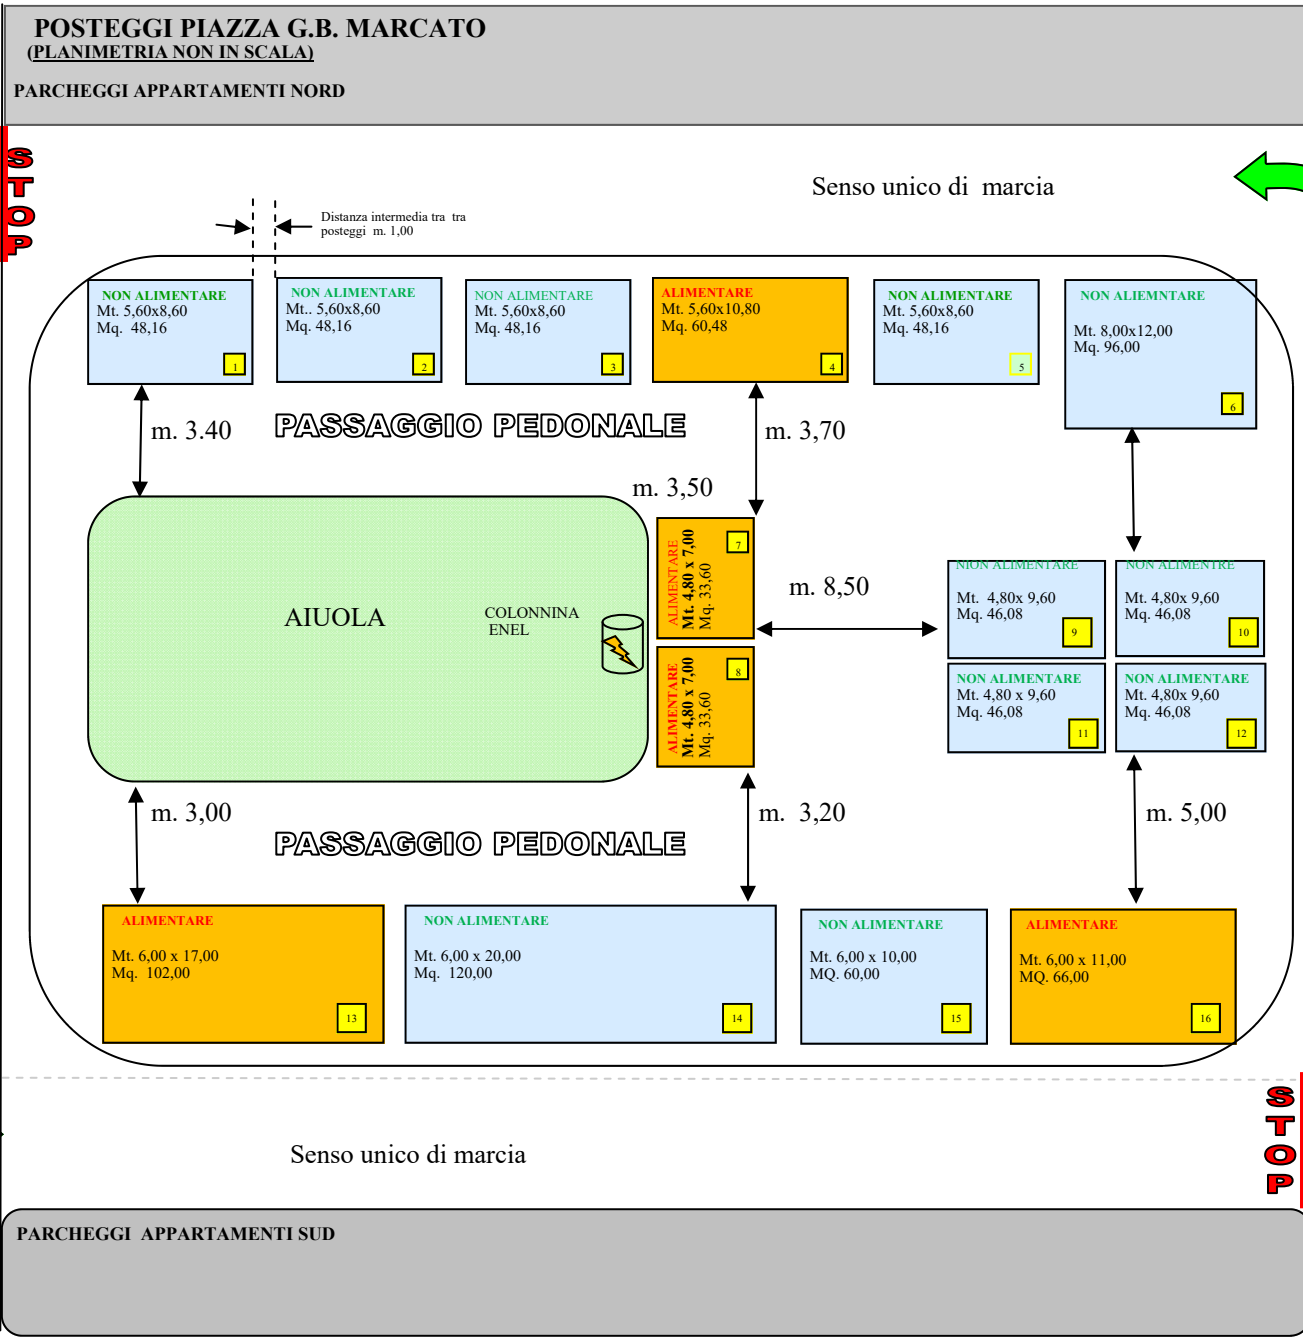 POSTEGGI PIAZZA G.B. MARCATO
(PLANIMETRIA NON IN SCALA)
PARCHEGGI APPARTAMENTI NORD
STOP
Senso unico di  marcia
Distanza intermedia tra  tra
posteggi  m. 1,00
NON ALIMENTARE
Mt. 5,60x8,60
Mq.  48,16
1
NON ALIMENTARE
Mt.. 5,60x8,60
Mq.  48,16
2
NON ALIMENTARE
Mt. 5,60x8,60
Mq.  48,16
3
ALIMENTARE
Mt. 5,60x10,80
Mq. 60,48
4
NON ALIMENTARE
Mt. 5,60x8,60
Mq. 48,16
5
NON ALIEMNTARE
Mt. 8,00x12,00
Mq. 96,00
6
m. 3.40
PASSAGGIO PEDONALE
m. 3,70
m. 3,50
ALIMENTARE
Mt. 4,80 x 7,00
Mq. 33,60
7
AIUOLA
COLONNINA
ENEL
m. 8,50
ALIMENTARE
Mt. 4,80 x 7,00
Mq. 33,60
8
NION ALIMENTARE
Mt.  4,80x 9,60
Mq. 46,08
9
NON ALIMENTRE
Mt. 4,80x 9,60
Mq. 46,08
10
NON ALIMENTARE
Mt. 4,80 x 9,60
Mq. 46,08
11
NON ALIMENTARE
Mt. 4,80x 9,60
Mq. 46,08
12
m. 3,00
PASSAGGIO PEDONALE
m.  3,20
m. 5,00
ALIMENTARE
Mt. 6,00 x 17,00
Mq.  102,00
13
NON ALIMENTARE
Mt. 6,00 x 20,00
Mq.  120,00
14
NON ALIMENTARE
Mt. 6,00 x 10,00
MQ. 60,00
15
ALIMENTARE
Mt. 6,00 x 11,00
MQ. 66,00
16
STOP
Senso unico di marcia
PARCHEGGI  APPARTAMENTI SUD